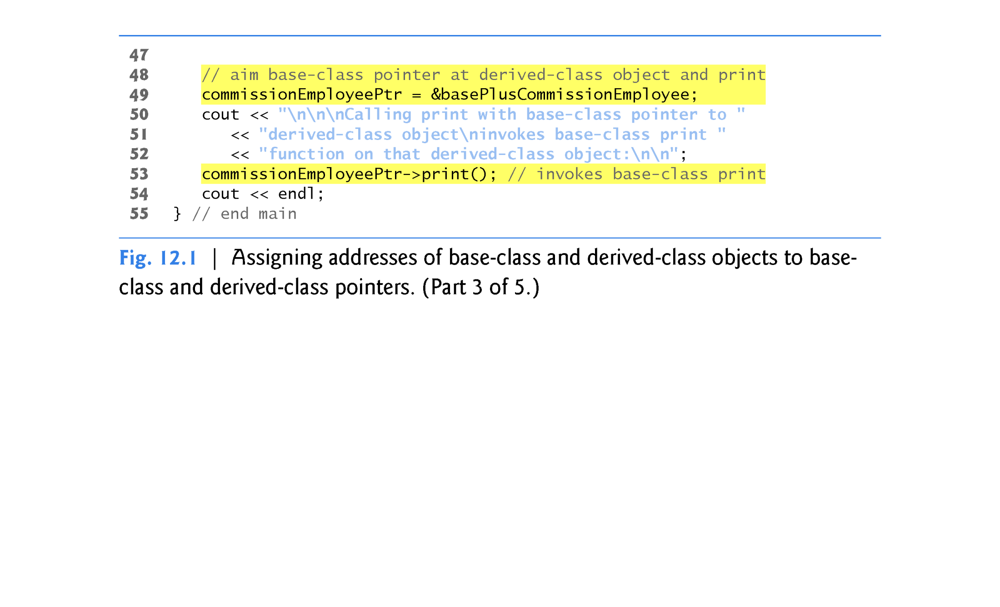 47
48 // aim base-class pointer at derived-class object and print
49 commissionEmployeePtr = &basePlusCommissionEmployee;
50 cout << "\n\n\nCalling print with base-class pointer to "
51 << "derived-class object\ninvokes base-class print "
52 << "function on that derived-class object:\n\n";
53 commissionEmployeePtr->print(); // invokes base-class print
54 cout << endl;
55 } // end main
Fig. 12.1 | Assigning addresses of base-class and derived-class objects to base-
class and derived-class pointers. (Part 3 of 5.)